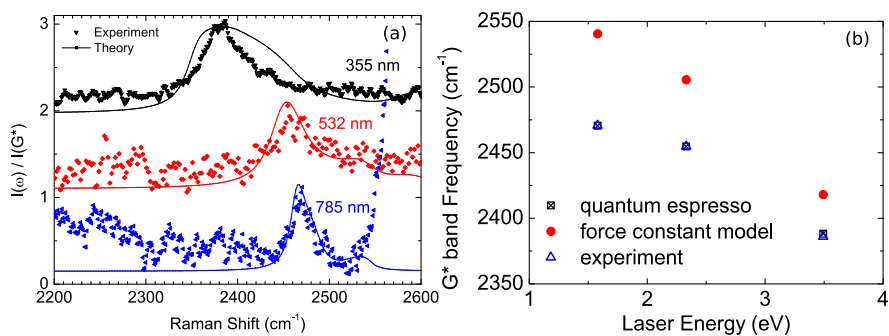 (a)
Experiment
Theory
355 nm
532 nm
785 nm
I(ω) / I(G*)
3
2
1
0
2200 2300 2400 2500 2600
Raman Shift (cm⁻¹)
(b)
G* band Frequency (cm⁻¹)
2550
2500
2450
2400
2350
quantum espresso
force constant model
experiment
1 2 3 4
Laser Energy (eV)